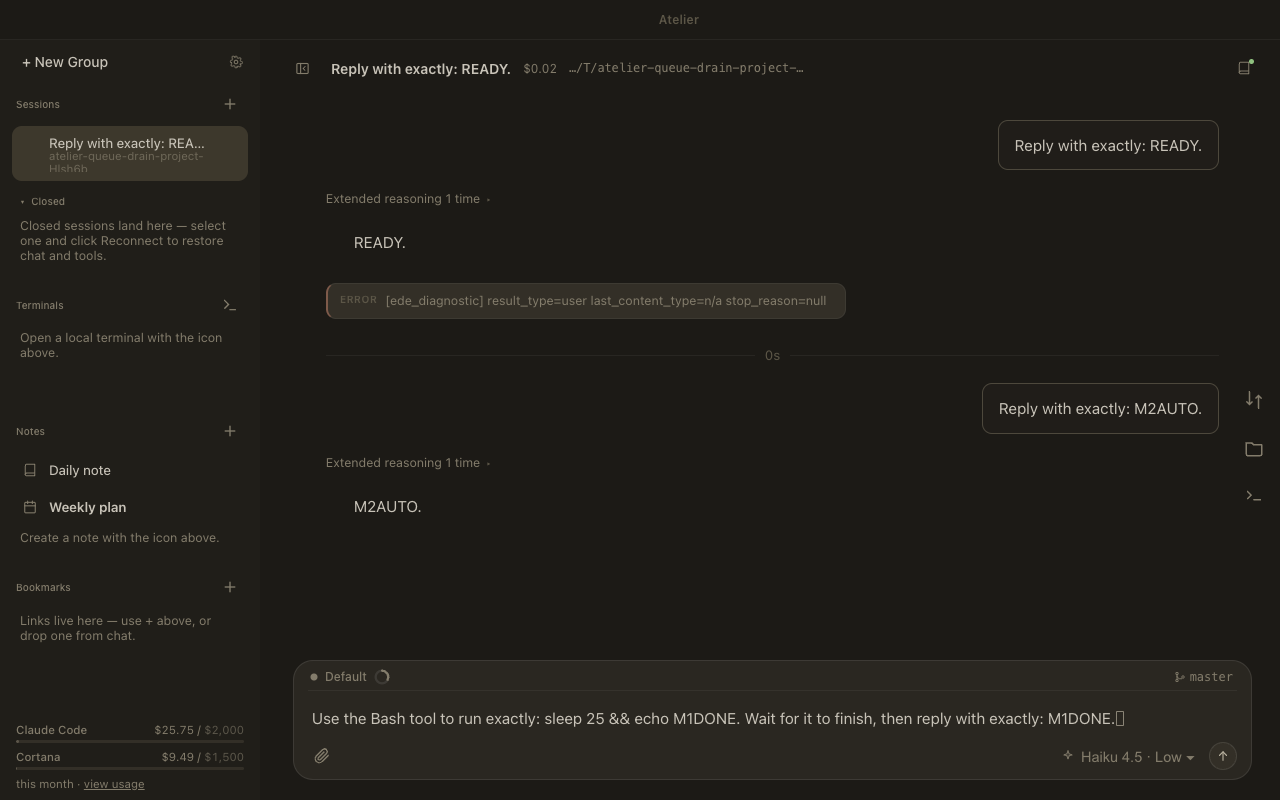 Atelier
+ New Group
Sessions
Reply with exactly: REA...
atelier-queue-drain-project-
Closed
Closed sessions land here — select
one and click Reconnect to restore
chat and tools.
Terminals
Open a local terminal with the icon
above.
Notes
Daily note
Weekly plan
Create a note with the icon above.
Bookmarks
Links live here — use + above, or
drop one from chat.
Claude Code $25.75 / $2,000
Cortana $9.49 / $1,500
this month · view usage
Reply with exactly: READY. $0.02 …/T/atelier-queue-drain-project-…
Reply with exactly: READY.
Extended reasoning 1 time
READY.
ERROR [ede_diagnostic] result_type=user last_content_type=n/a stop_reason=null
0s
Reply with exactly: M2AUTO.
Extended reasoning 1 time
M2AUTO.
Default master
Use the Bash tool to run exactly: sleep 25 && echo M1DONE. Wait for it to finish, then reply with exactly: M1DONE.
Haiku 4.5 · Low